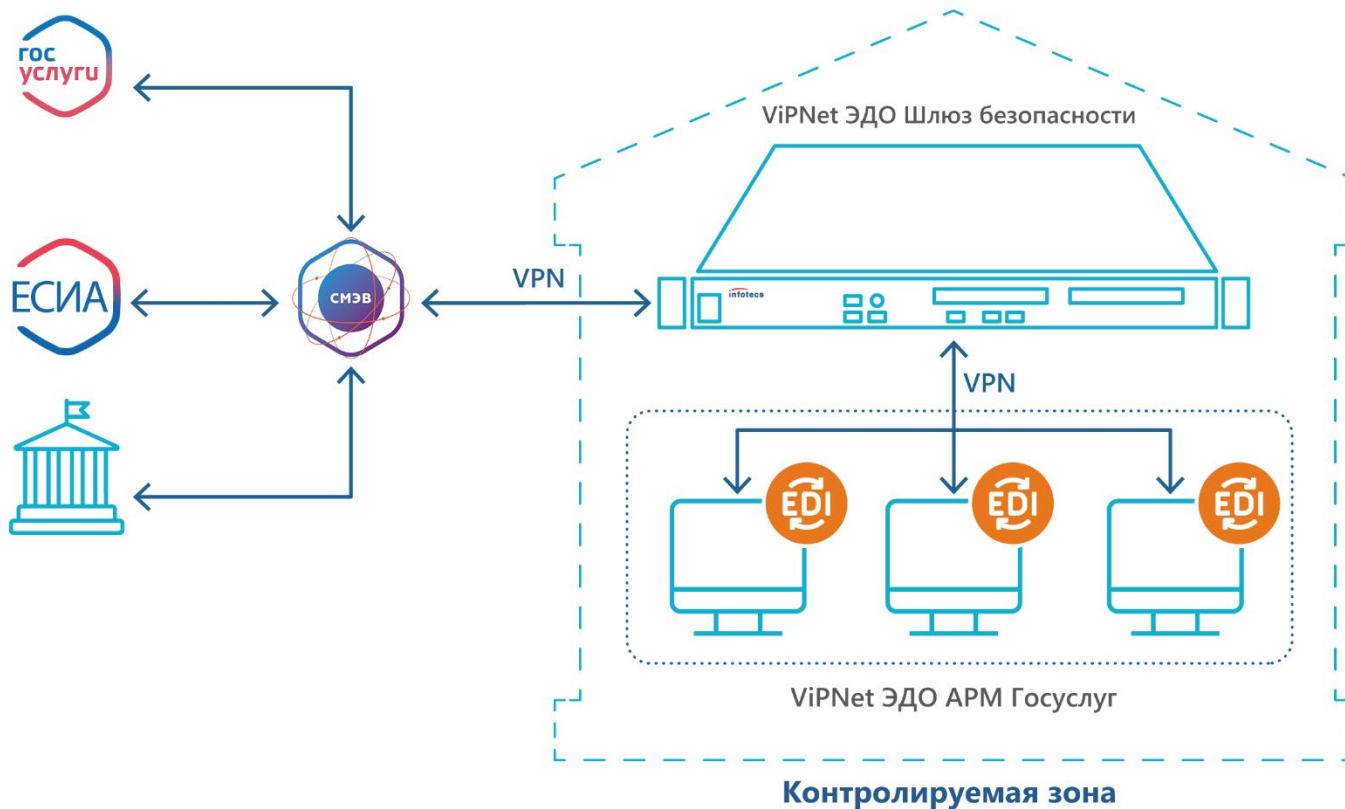 гос
услуги
ЕСИА
СМЭВ
VPN
ViPNet ЭДО Шлюз безопасности
infotecs
VPN
EDI
EDI
EDI
ViPNet ЭДО АРМ Госуслуг
Контролируемая зона